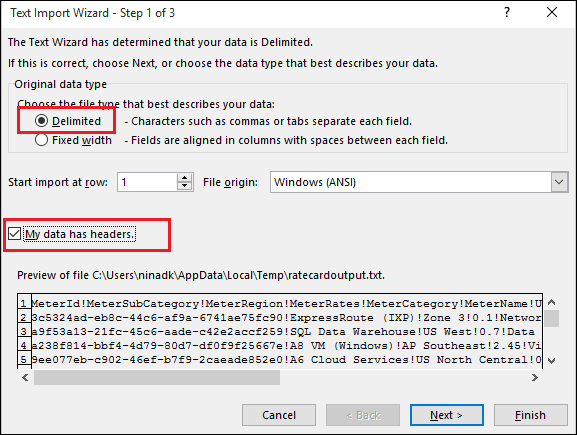 Text Import Wizard - Step 1 of 3
The Text Wizard has determined that your data is Delimited.
If this is correct, choose Next, or choose the data type that best describes your data.
Original data type
Choose the file type that best describes your data:
Delimited - Characters such as commas or tabs separate each field.
Fixed width - Fields are aligned in columns with spaces between each field.
Start import at row: 1 File origin: Windows (ANSI)
My data has headers.
Preview of file C:\Users\ninadk\AppData\Local\Temp\ratecardoutput.txt.
1 MeterId!MeterSubCategory!MeterRegion!MeterRates!MeterCategory!MeterName!U
2 3c5324ad-eb8c-44c6-af9a-6741ae75fc90!ExpressRoute (IXP)!Zone 3!0.1!Network
3 a9f53a13-21fc-45c6-aade-c42e2accf259!SQL Data Warehouse!US West!0.7!Data
4 a238f814-bbf4-4d79-80d7-df0f9f25667e!A8 VM (Windows)!AP Southeast!2.45!Vi
5 9ee077eb-c902-46ef-b7f9-2caeade852e0!A6 Cloud Services!US North Central!0
Cancel < Back Next > Finish